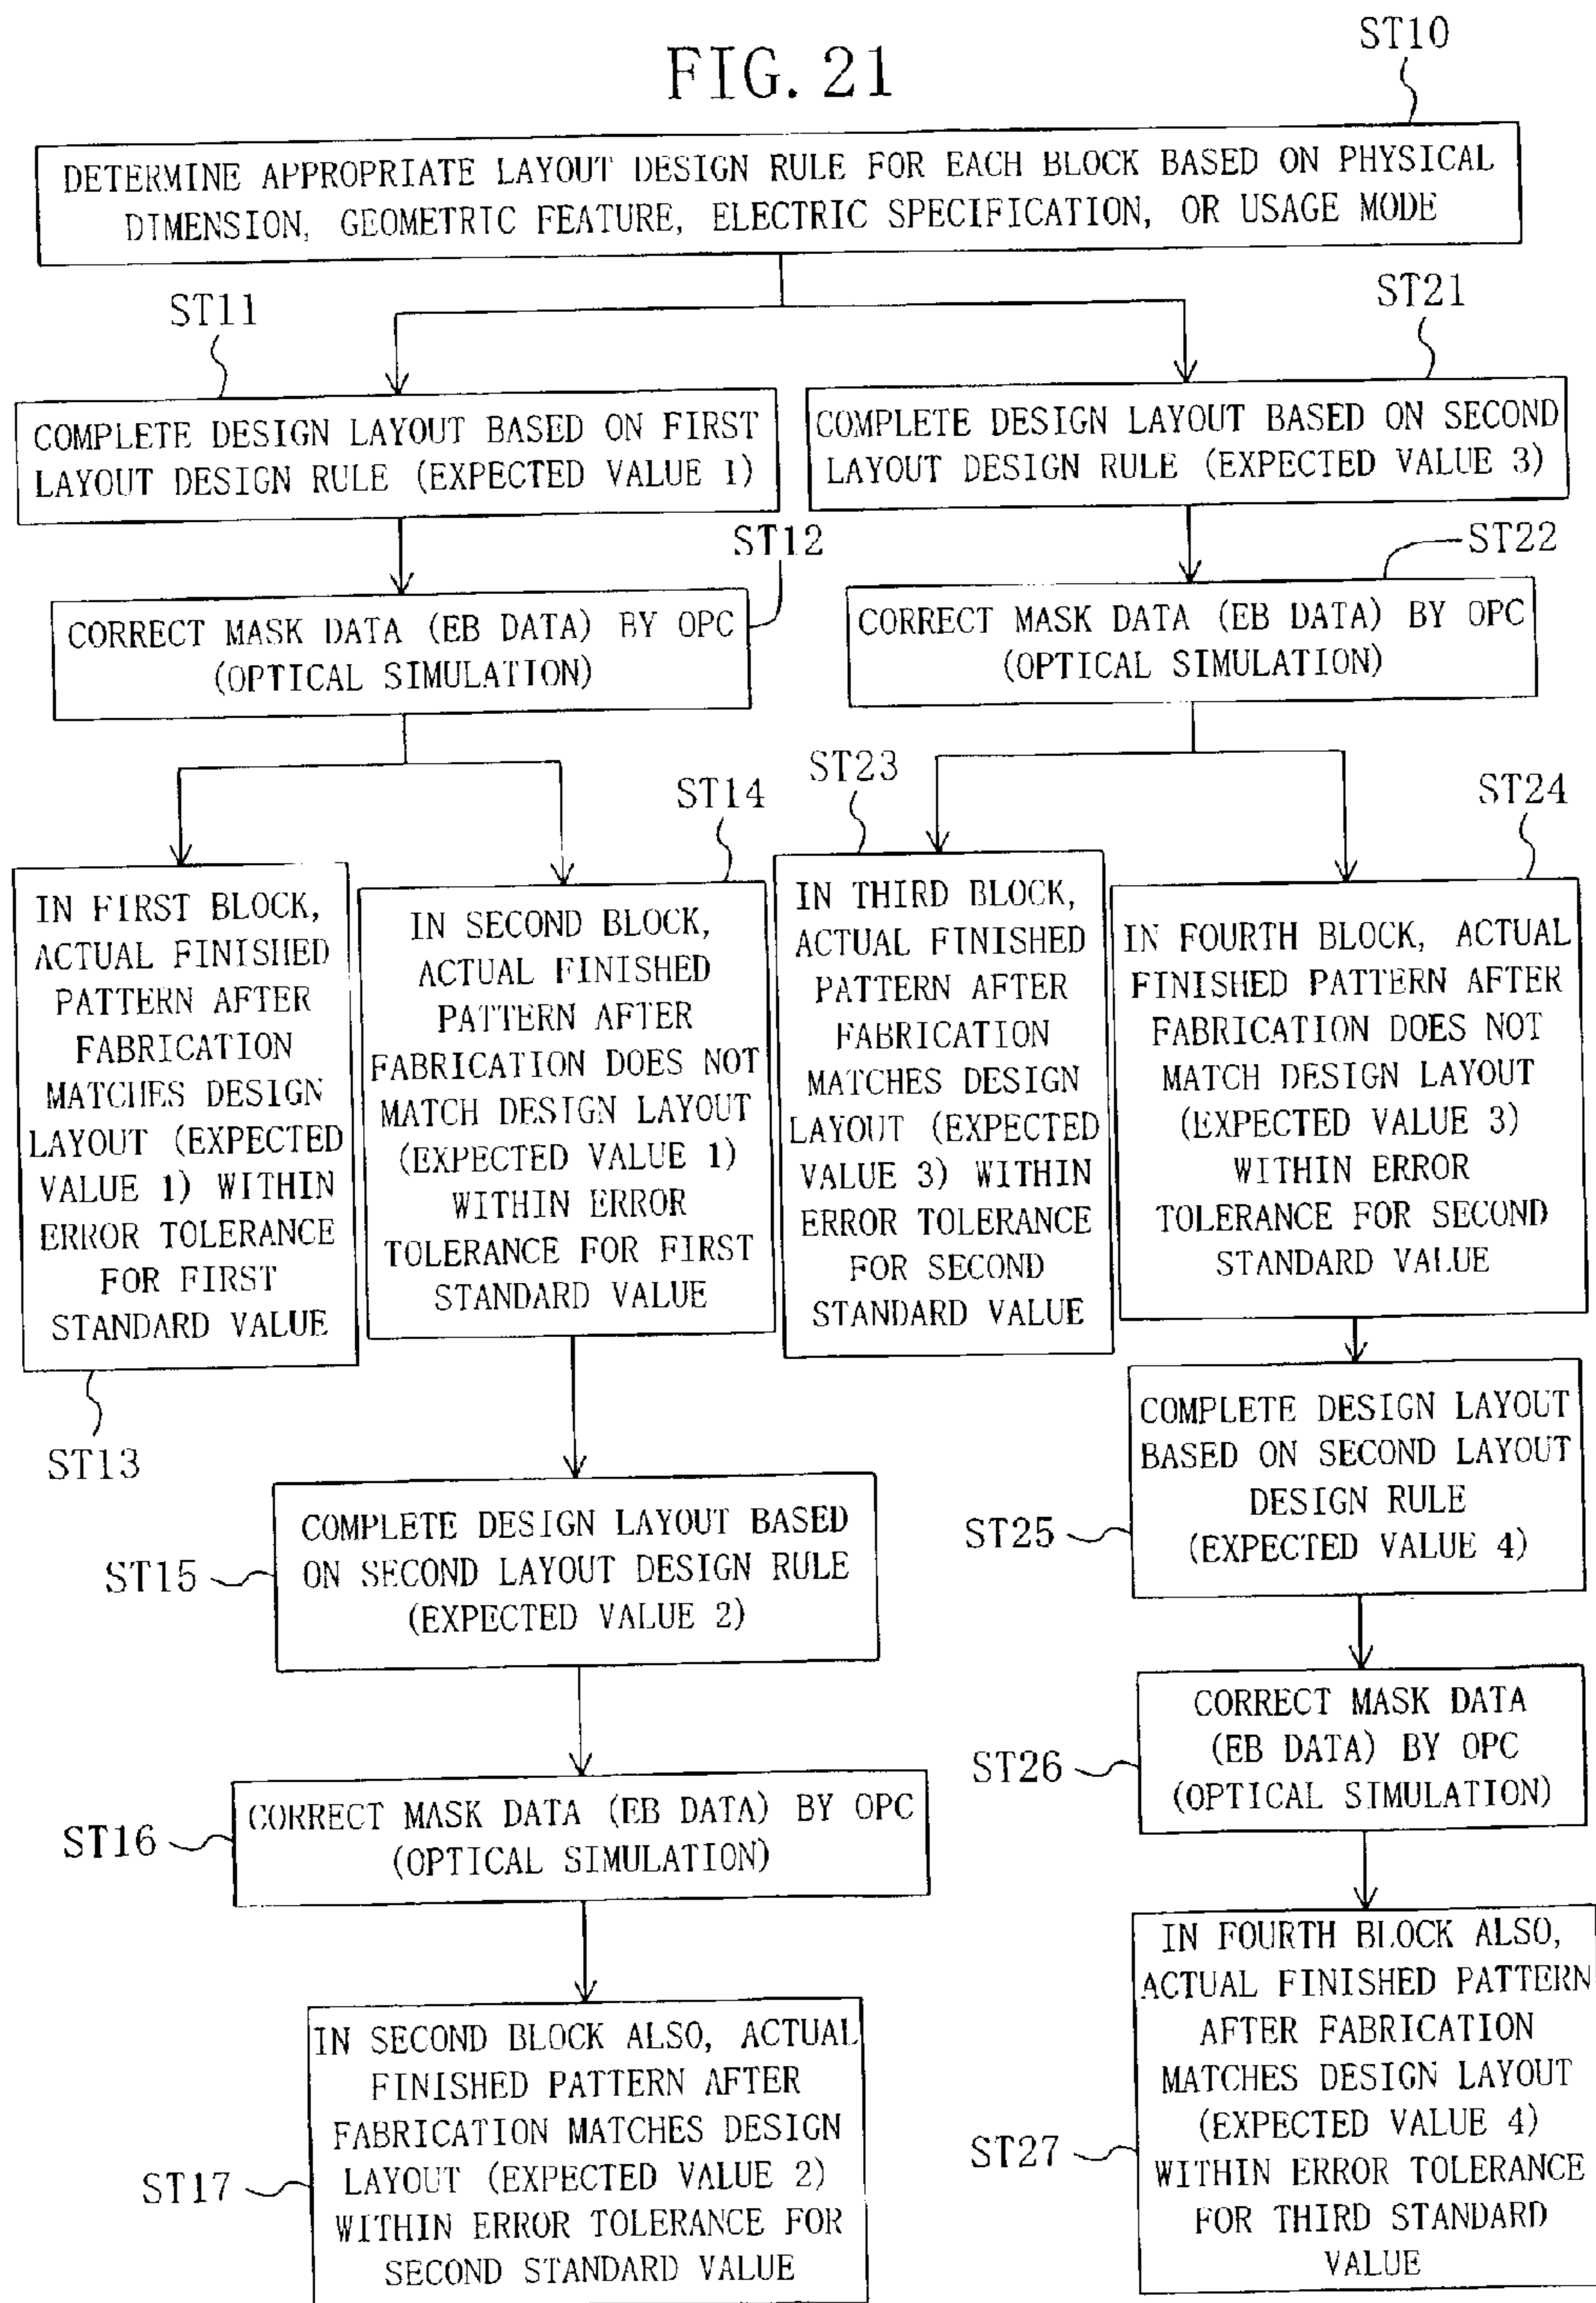 FIG. 21
ST10
DETERMINE APPROPRIATE LAYOUT DESIGN RULE FOR EACH BLOCK BASED ON PHYSICAL
DIMENSION, GEOMETRIC FEATURE, ELECTRIC SPECIFICATION, OR USAGE MODE
ST11
COMPLETE DESIGN LAYOUT BASED ON FIRST
LAYOUT DESIGN RULE (EXPECTED VALUE 1)
ST21
COMPLETE DESIGN LAYOUT BASED ON SECOND
LAYOUT DESIGN RULE (EXPECTED VALUE 3)
ST12
CORRECT MASK DATA (EB DATA) BY OPC
(OPTICAL SIMULATION)
ST22
CORRECT MASK DATA (EB DATA) BY OPC
(OPTICAL SIMULATION)
IN FIRST BLOCK,
ACTUAL FINISHED
PATTERN AFTER
FABRICATION
MATCHES DESIGN
LAYOUT (EXPECTED
VALUE 1) WITHIN
ERROR TOLERANCE
FOR FIRST
STANDARD VALUE
ST13
ST14
IN SECOND BLOCK,
ACTUAL FINISHED
PATTERN AFTER
FABRICATION DOES NOT
MATCH DESIGN LAYOUT
(EXPECTED VALUE 1)
WITHIN ERROR
TOLERANCE FOR FIRST
STANDARD VALUE
ST23
IN THIRD BLOCK,
ACTUAL FINISHED
PATTERN AFTER
FABRICATION
MATCHES DESIGN
LAYOUT (EXPECTED
VALUE 3) WITHIN
ERROR TOLERANCE
FOR SECOND
STANDARD VALUE
ST24
IN FOURTH BLOCK, ACTUAL
FINISHED PATTERN AFTER
FABRICATION DOES NOT
MATCH DESIGN LAYOUT
(EXPECTED VALUE 3)
WITHIN ERROR
TOLERANCE FOR SECOND
STANDARD VALUE
ST15
COMPLETE DESIGN LAYOUT BASED
ON SECOND LAYOUT DESIGN RULE
(EXPECTED VALUE 2)
ST25
COMPLETE DESIGN LAYOUT
BASED ON SECOND LAYOUT
DESIGN RULE
(EXPECTED VALUE 4)
ST16
CORRECT MASK DATA (EB DATA) BY OPC
(OPTICAL SIMULATION)
ST26
CORRECT MASK DATA
(EB DATA) BY OPC
(OPTICAL SIMULATION)
ST17
IN SECOND BLOCK ALSO, ACTUAL
FINISHED PATTERN AFTER
FABRICATION MATCHES DESIGN
LAYOUT (EXPECTED VALUE 2)
WITHIN ERROR TOLERANCE FOR
SECOND STANDARD VALUE
ST27
IN FOURTH BLOCK ALSO,
ACTUAL FINISHED PATTERN
AFTER FABRICATION
MATCHES DESIGN LAYOUT
(EXPECTED VALUE 4)
WITHIN ERROR TOLERANCE
FOR THIRD STANDARD
VALUE